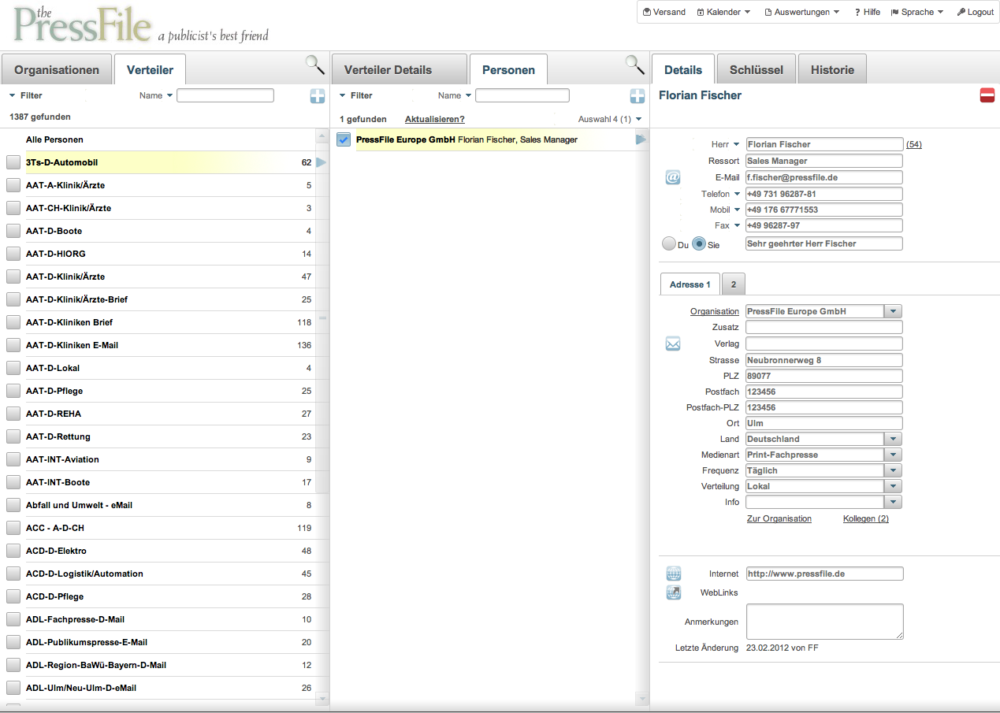 the
PressFile a publicist's best friend
Versand Kalender Auswertungen ? Hilfe Sprache Logout
Organisationen Verteiler
Filter Name
1387 gefunden
Alle Personen
3Ts-D-Automobil 62
AAT-A-Klinik/Ärzte 5
AAT-CH-Klinik/Ärzte 3
AAT-D-Boote 4
AAT-D-HIORG 14
AAT-D-Klinik/Ärzte 47
AAT-D-Klinik/Ärzte-Brief 25
AAT-D-Kliniken Brief 118
AAT-D-Kliniken E-Mail 136
AAT-D-Lokal 4
AAT-D-Pflege 25
AAT-D-REHA 27
AAT-D-Rettung 23
AAT-INT-Aviation 9
AAT-INT-Boote 17
Abfall und Umwelt - eMail 8
ACC - A-D-CH 119
ACD-D-Elektro 48
ACD-D-Logistik/Automation 45
ACD-D-Pflege 28
ADL-Fachpresse-D-Mail 10
ADL-Publikumspresse-E-Mail 20
ADL-Region-BaWü-Bayern-D-Mail 12
ADL-Ulm/Neu-Ulm-D-eMail 26
Verteiler Details Personen
Filter Name
1 gefunden Aktualisieren? Auswahl 4 (1)
PressFile Europe GmbH Florian Fischer, Sales Manager
Details Schlüssel Historie
Florian Fischer
Herr Florian Fischer (54)
Ressort Sales Manager
@ E-Mail f.fischer@pressfile.de
Telefon +49 731 96287-81
Mobil +49 176 67771553
Fax +49 96287-97
Du Sie Sehr geehrter Herr Fischer
Adresse 1 2
Organisation PressFile Europe GmbH
Zusatz
Verlag
Strasse Neubronnerweg 8
PLZ 89077
Postfach 123456
Postfach-PLZ 123456
Ort Ulm
Land Deutschland
Medienart Print-Fachpresse
Frequenz Täglich
Verteilung Lokal
Info
Zur Organisation Kollegen (2)
Internet http://www.pressfile.de
WebLinks
Anmerkungen
Letzte Änderung 23.02.2012 von FF